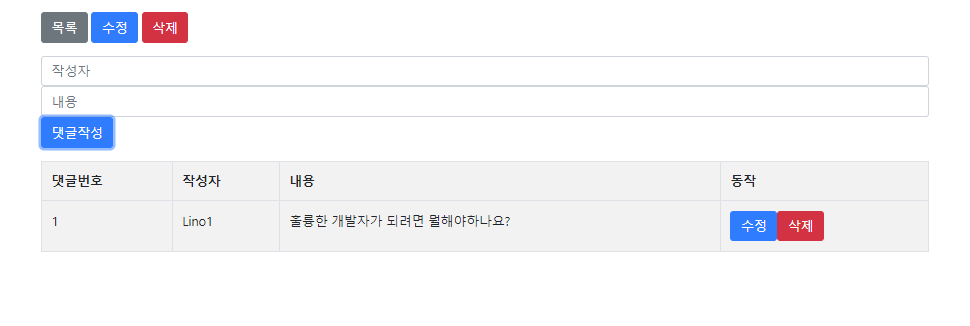 목록 수정 삭제
작성자
내용
댓글작성
댓글번호 작성자 내용 동작
1 Lino1 훌륭한 개발자가 되려면 뭘해야하나요? 수정 삭제